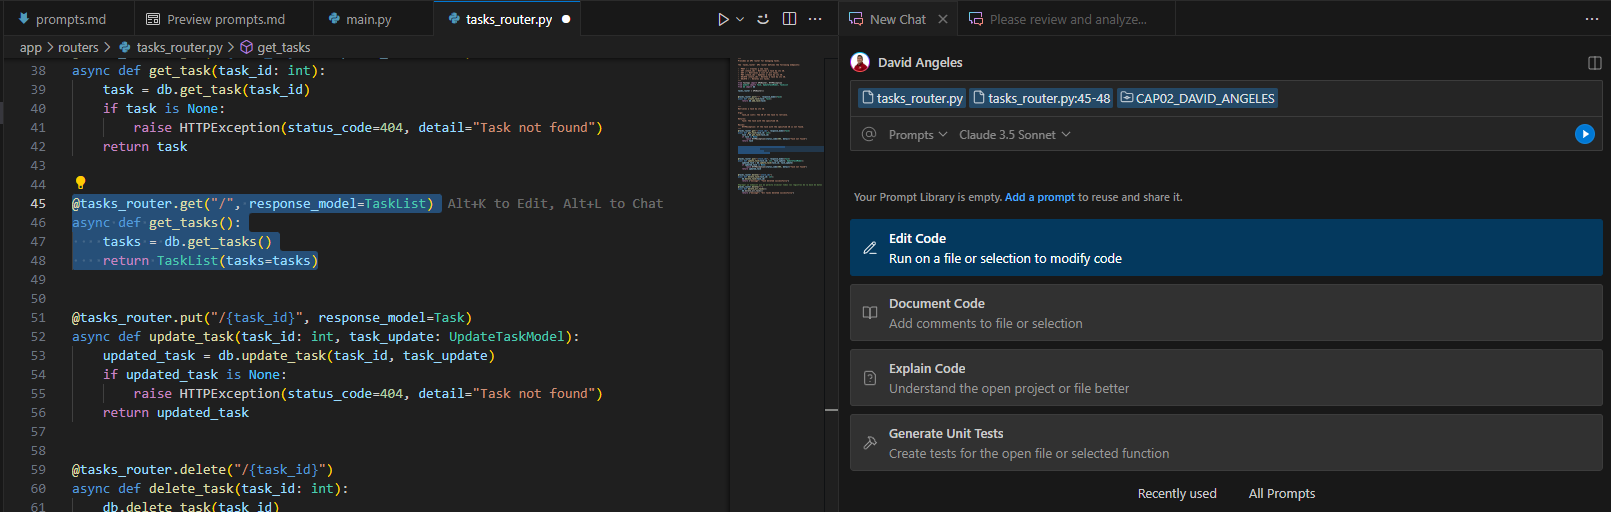 prompts.md
Preview prompts.md
main.py
tasks_router.py
app > routers > tasks_router.py > get_tasks
38 async def get_task(task_id: int):
39 task = db.get_task(task_id)
40 if task is None:
41 raise HTTPException(status_code=404, detail="Task not found")
42 return task
43
44
45 @tasks_router.get("/", response_model=TaskList) Alt+K to Edit, Alt+L to Chat
46 async def get_tasks():
47 tasks = db.get_tasks()
48 return TaskList(tasks=tasks)
49
50
51 @tasks_router.put("/{task_id}", response_model=Task)
52 async def update_task(task_id: int, task_update: UpdateTaskModel):
53 updated_task = db.update_task(task_id, task_update)
54 if updated_task is None:
55 raise HTTPException(status_code=404, detail="Task not found")
56 return updated_task
57
58
59 @tasks_router.delete("/{task_id}")
60 async def delete_task(task_id: int):
61 db.delete_task(task_id)
New Chat
Please review and analyze...
David Angeles
tasks_router.py tasks_router.py:45-48 CAP02_DAVID_ANGELES
@ Prompts Claude 3.5 Sonnet
Your Prompt Library is empty. Add a prompt to reuse and share it.
Edit Code
Run on a file or selection to modify code
Document Code
Add comments to file or selection
Explain Code
Understand the open project or file better
Generate Unit Tests
Create tests for the open file or selected function
Recently used All Prompts